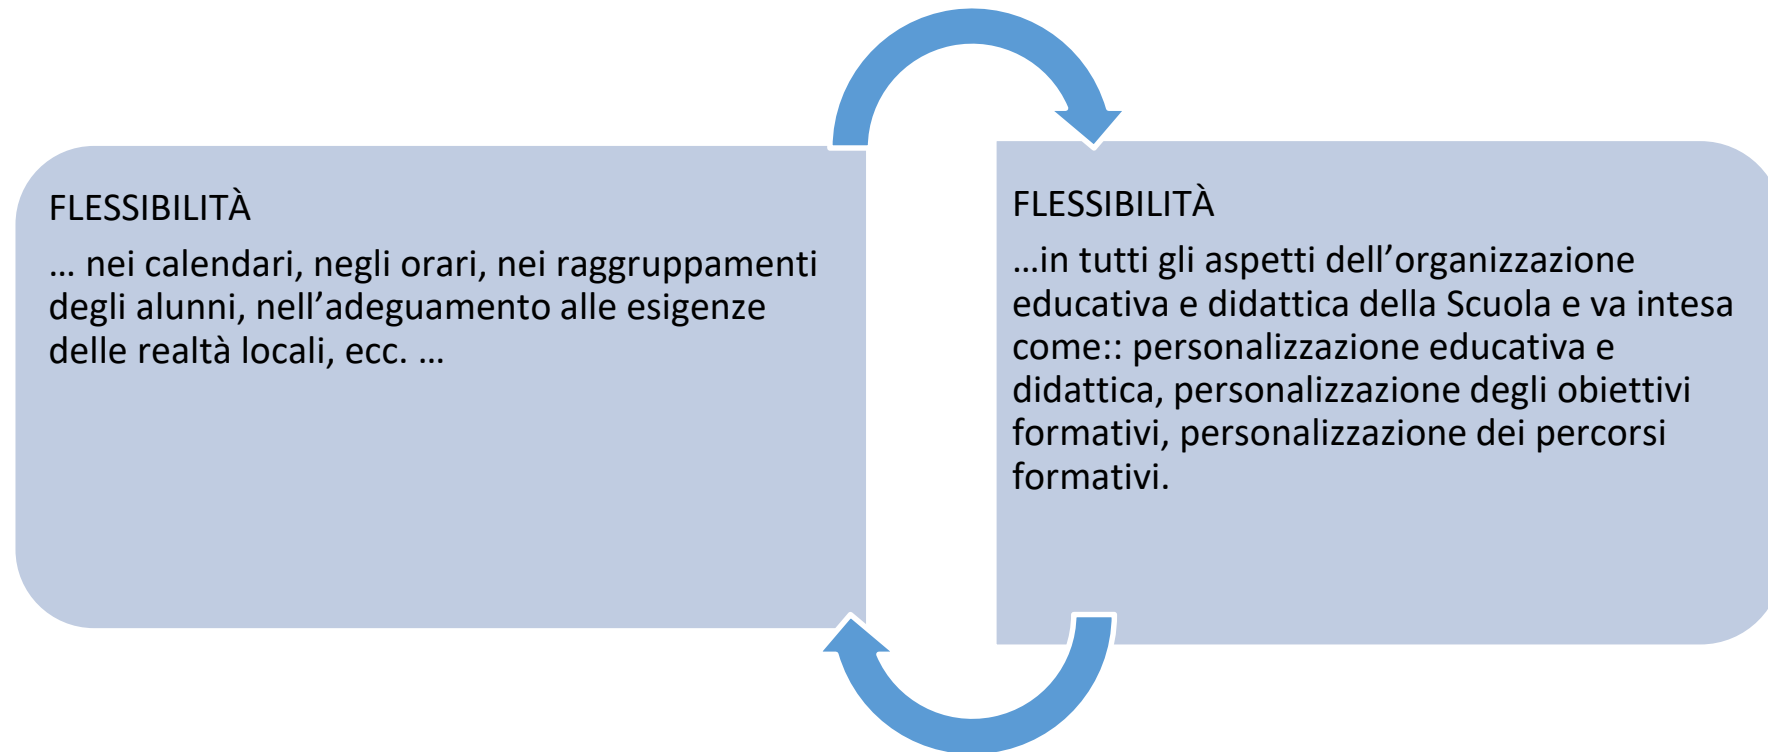 FLESSIBILITÀ
… nei calendari, negli orari, nei raggruppamenti
degli alunni, nell’adeguamento alle esigenze
delle realtà locali, ecc. …
FLESSIBILITÀ
…in tutti gli aspetti dell’organizzazione
educativa e didattica della Scuola e va intesa
come:: personalizzazione educativa e
didattica, personalizzazione degli obiettivi
formativi, personalizzazione dei percorsi
formativi.